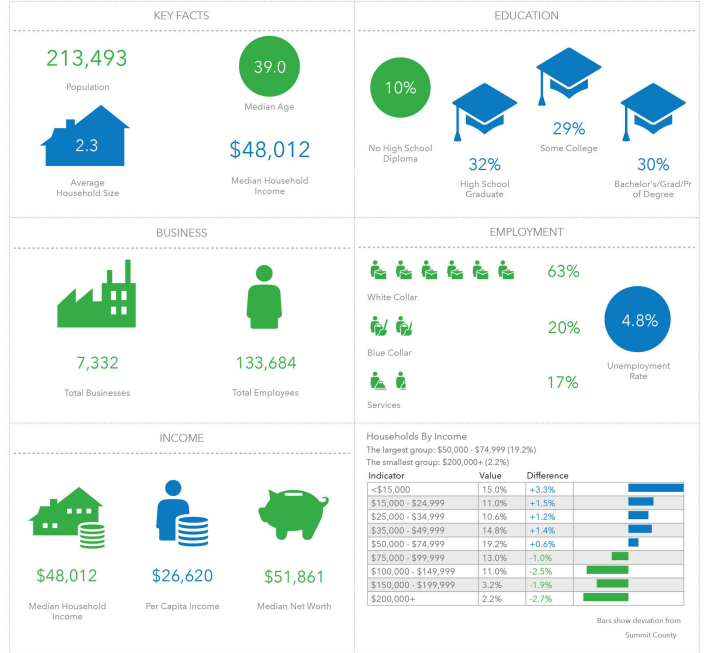 KEY FACTS
213,493
Population
39.0
Median Age
2.3
Average
Household Size
$48,012
Median Household
Income
EDUCATION
10%
No High School
Diploma
32%
High School
Graduate
29%
Some College
30%
Bachelor's/Grad/Pr
of Degree
BUSINESS
7,332
Total Businesses
133,684
Total Employees
EMPLOYMENT
63%
White Collar
20%
Blue Collar
17%
Services
4.8%
Unemployment
Rate
INCOME
$48,012
Median Household
Income
$26,620
Per Capita Income
$51,861
Median Net Worth
Households By Income
The largest group: $50,000 - $74,999 (19.2%)
The smallest group: $200,000+ (2.2%)
Indicator Value Difference
<$15,000 15.0% +3.3%
$15,000 - $24,999 11.0% +1.5%
$25,000 - $34,999 10.6% +1.2%
$35,000 - $49,999 14.8% +1.4%
$50,000 - $74,999 19.2% +0.6%
$75,000 - $99,999 13.0% -1.0%
$100,000 - $149,999 11.0% -2.5%
$150,000 - $199,999 3.2% -1.9%
$200,000+ 2.2% -2.7%
Bars show deviation from
Summit County